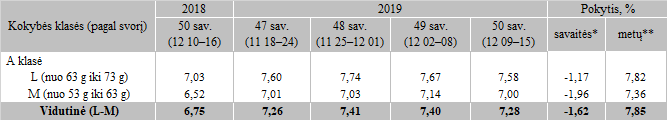 Kokybės klasės (pagal svorį) 2018 2019 Pokytis, %
50 sav. (12 10–16) 47 sav. (11 18–24) 48 sav. (11 25–12 01) 49 sav. (12 02–08) 50 sav. (12 09–15) savaitės* metų**
A klasė
L (nuo 63 g iki 73 g) 7,03 7,60 7,74 7,67 7,58 -1,17 7,82
M (nuo 53 g iki 63 g) 6,52 7,01 7,03 7,14 7,00 -1,96 7,36
Vidutinė (L-M) 6,75 7,26 7,41 7,40 7,28 -1,62 7,85